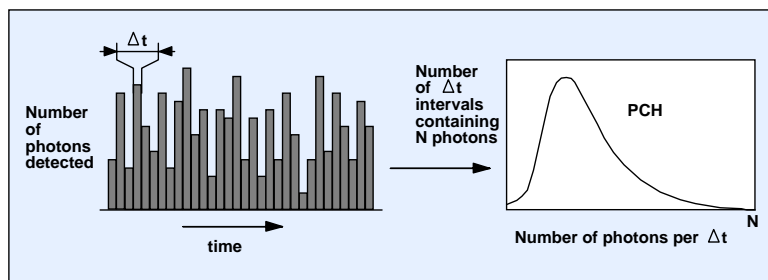 Δt
Number
of
photons
detected
time
Number
of Δt
intervals
containing
N photons
PCH
N
Number of photons per Δt